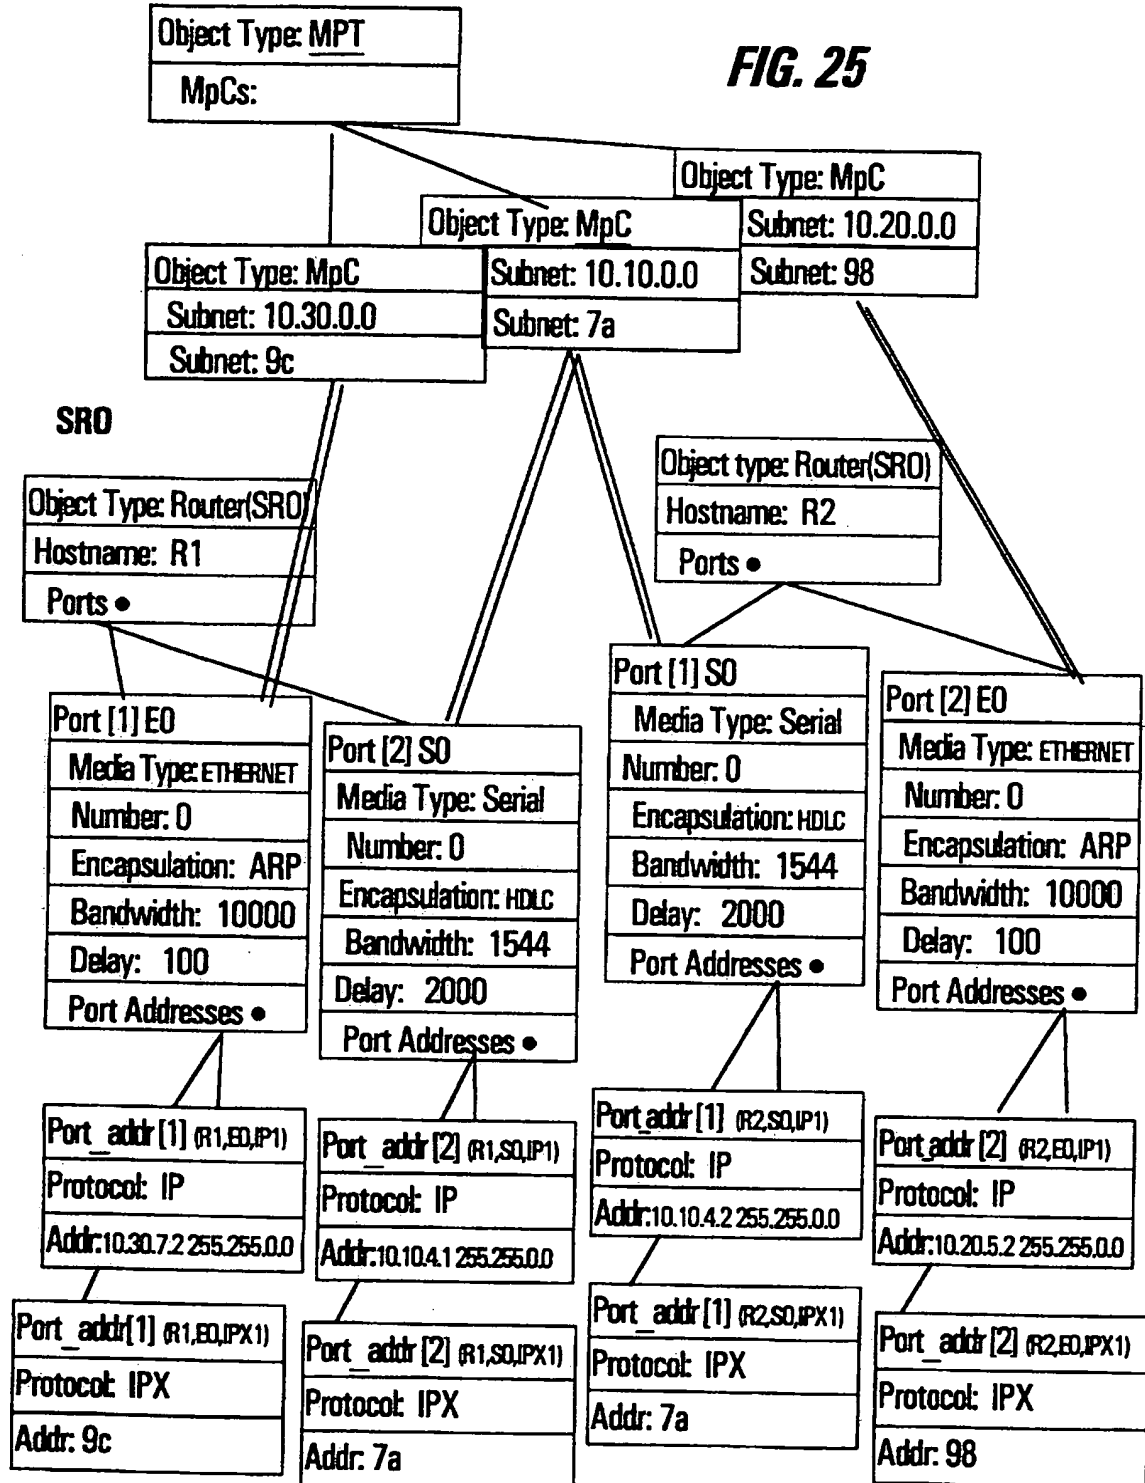 Object Type: MPT
MpCs:
FIG. 25
Object Type: MpC
Subnet: 10.20.0.0
Subnet: 98
Object Type: MpC
Subnet: 10.10.0.0
Subnet: 7a
Object Type: MpC
Subnet: 10.30.0.0
Subnet: 9c
SRO
Object Type: Router(SRO)
Hostname: R1
Ports •
Object type: Router(SRO)
Hostname: R2
Ports •
Port [1] E0
Media Type: ETHERNET
Number: 0
Encapsulation: ARP
Bandwidth: 10000
Delay: 100
Port Addresses •
Port [2] S0
Media Type: Serial
Number: 0
Encapsulation: HDLC
Bandwidth: 1544
Delay: 2000
Port Addresses •
Port [1] S0
Media Type: Serial
Number: 0
Encapsulation: HDLC
Bandwidth: 1544
Delay: 2000
Port Addresses •
Port [2] E0
Media Type: ETHERNET
Number: 0
Encapsulation: ARP
Bandwidth: 10000
Delay: 100
Port Addresses •
Port_addr [1] (R1,E0,IP1)
Protocol: IP
Addr:10.30.7.2 255.255.0.0
Port_addr [2] (R1,S0,IP1)
Protocol: IP
Addr:10.10.4.1 255.255.0.0
Port_addr [1] (R2,S0,IP1)
Protocol: IP
Addr:10.10.4.2 255.255.0.0
Port_addr [2] (R2,E0,IP1)
Protocol: IP
Addr:10.20.5.2 255.255.0.0
Port_addr[1] (R1,E0,IPX1)
Protocol: IPX
Addr: 9c
Port_addr [2] (R1,S0,IPX1)
Protocol: IPX
Addr: 7a
Port_addr [1] (R2,S0,IPX1)
Protocol: IPX
Addr: 7a
Port_addr [2] (R2,E0,IPX1)
Protocol: IPX
Addr: 98